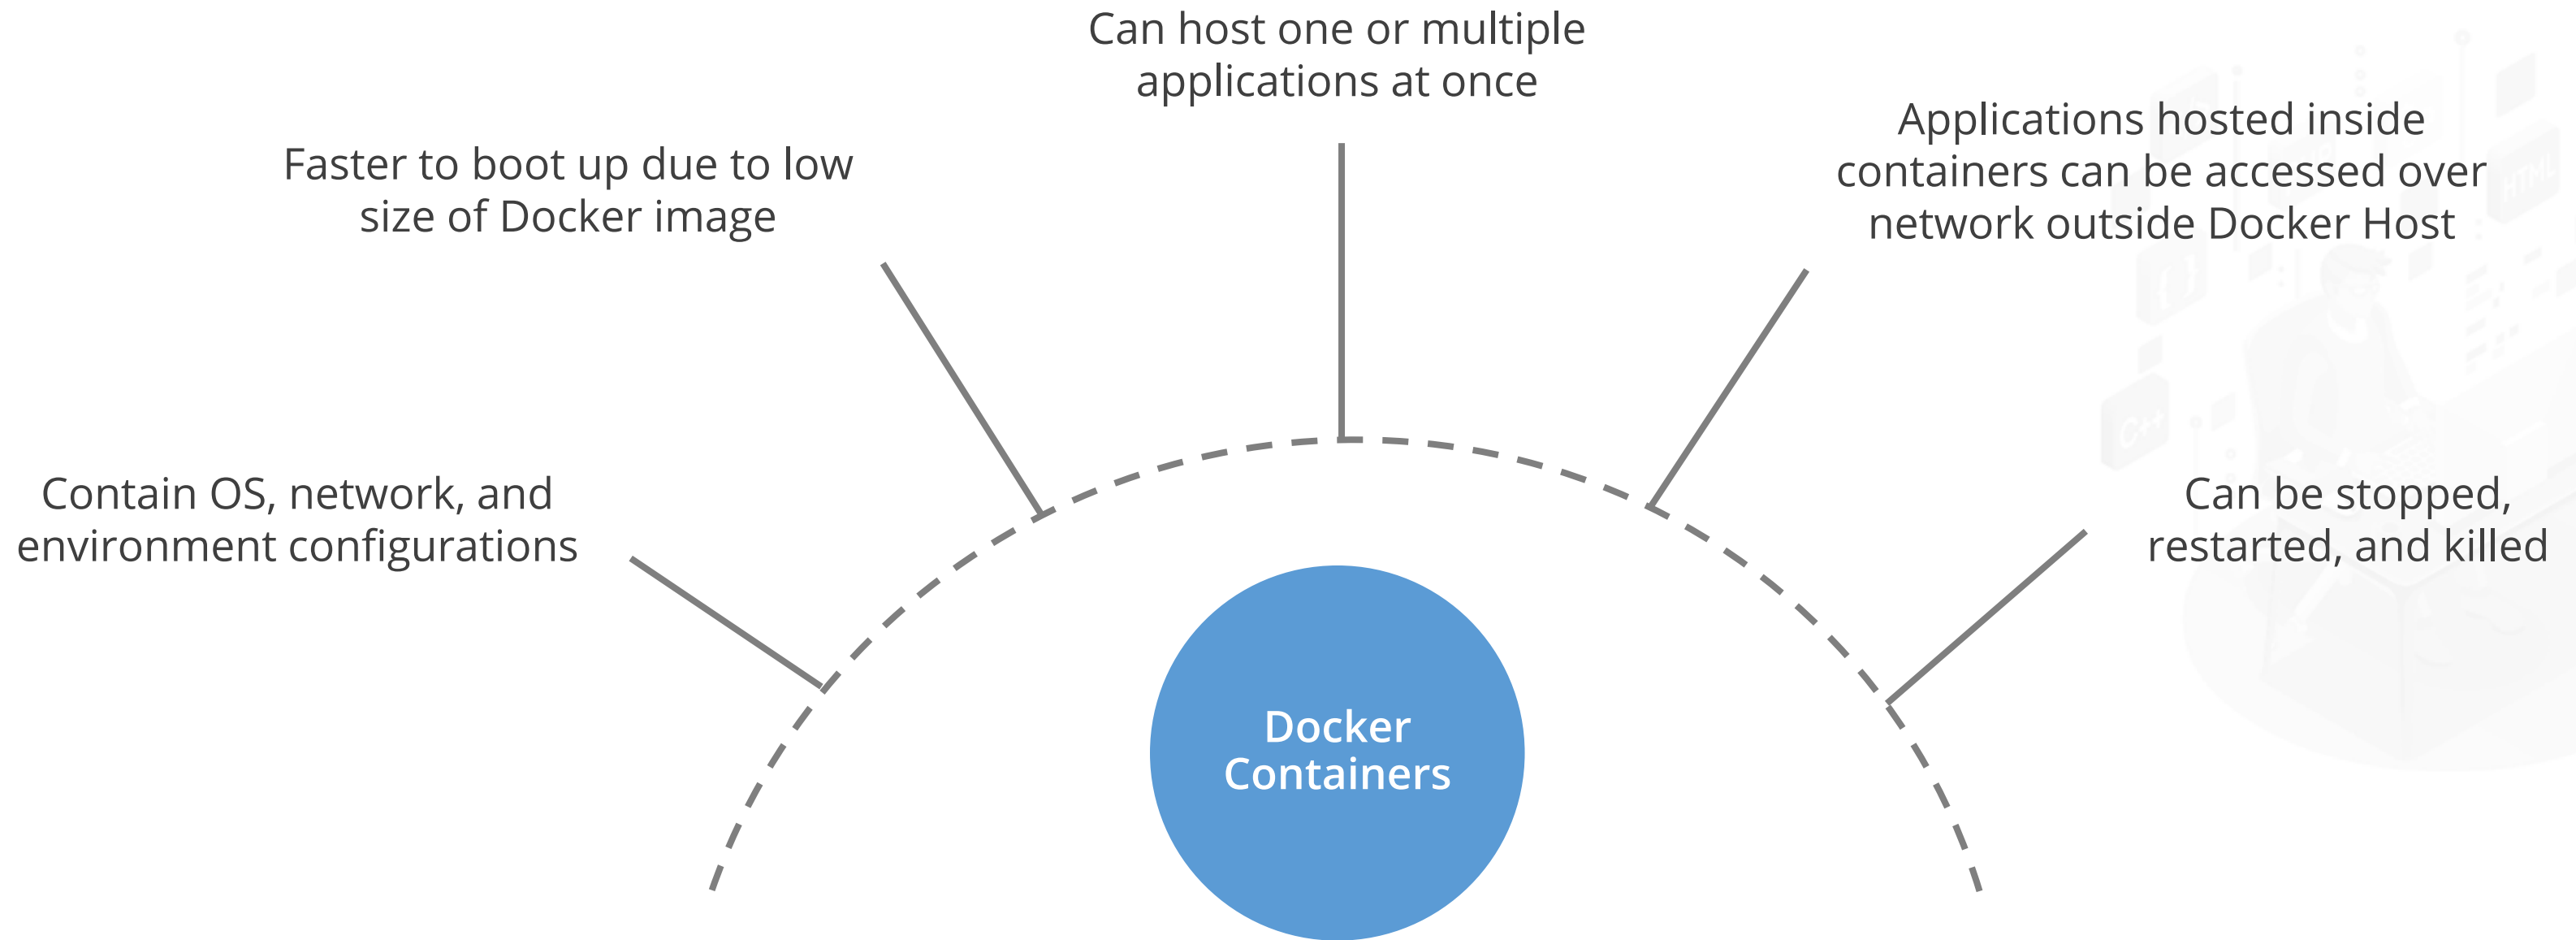 Can host one or multiple
applications at once
Faster to boot up due to low
size of Docker image
Applications hosted inside
containers can be accessed over
network outside Docker Host
Contain OS, network, and
environment configurations
Can be stopped,
restarted, and killed
Docker
Containers
HTML
C++
{ }